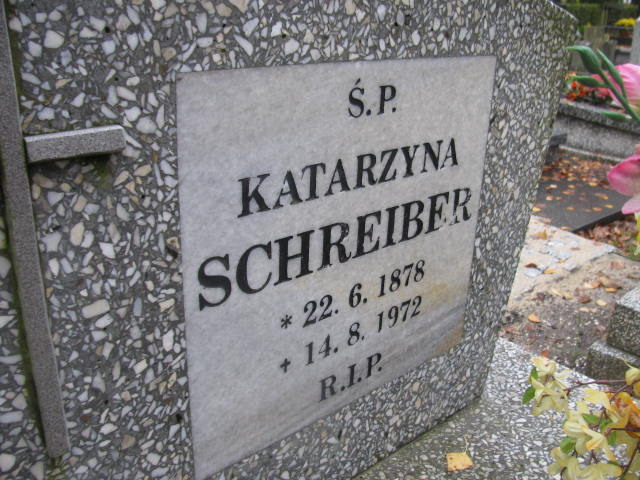 Ś.P.
KATARZYNA
SCHREIBER
* 22. 6. 1878
+ 14. 8. 1972
R.I.P.